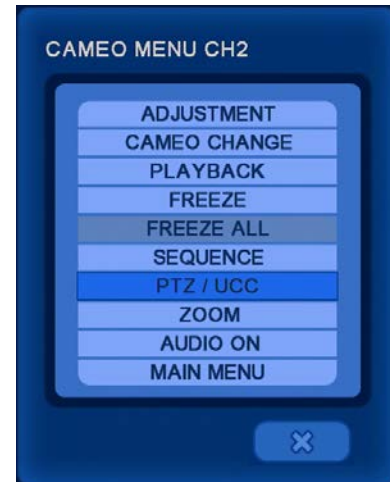 CAMEO MENU CH2
ADJUSTMENT
CAMEO CHANGE
PLAYBACK
FREEZE
FREEZE ALL
SEQUENCE
PTZ / UCC
ZOOM
AUDIO ON
MAIN MENU